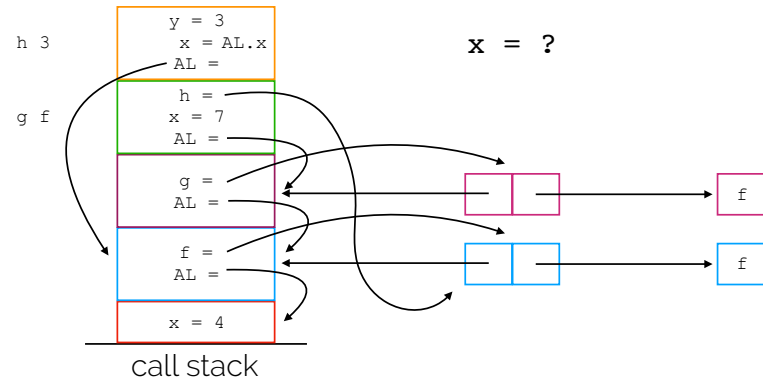 y = 3
h 3
x = AL.x
x = ?
AL =
h =
g f
x = 7
AL =
g =
f
AL =
f =
f
AL =
x = 4
call stack